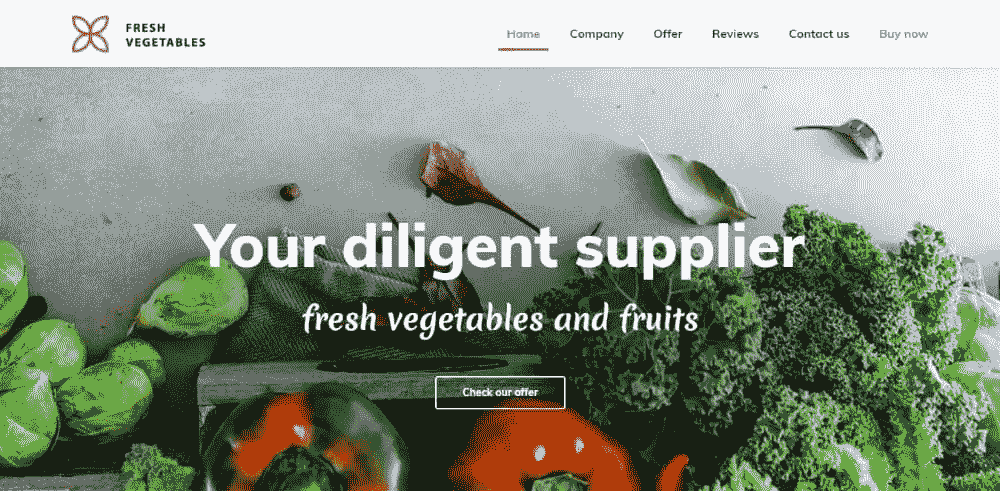 FRESH
VEGETABLES
Home Company Offer Reviews Contact us Buy now
Your diligent supplier
fresh vegetables and fruits
Check our offer